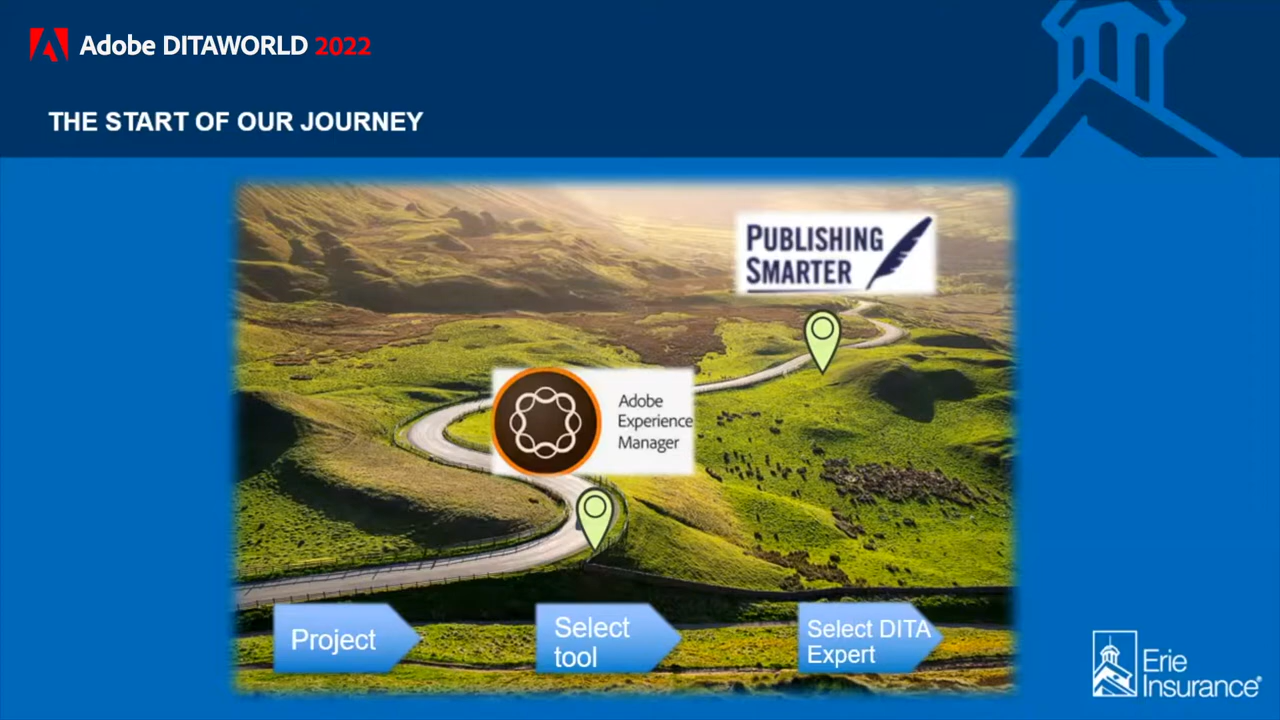 Adobe DITAWORLD 2022
THE START OF OUR JOURNEY
PUBLISHING
SMARTER
Adobe
Experience
Manager
Project
Select
tool
Select DITA
Expert
Erie
Insurance®